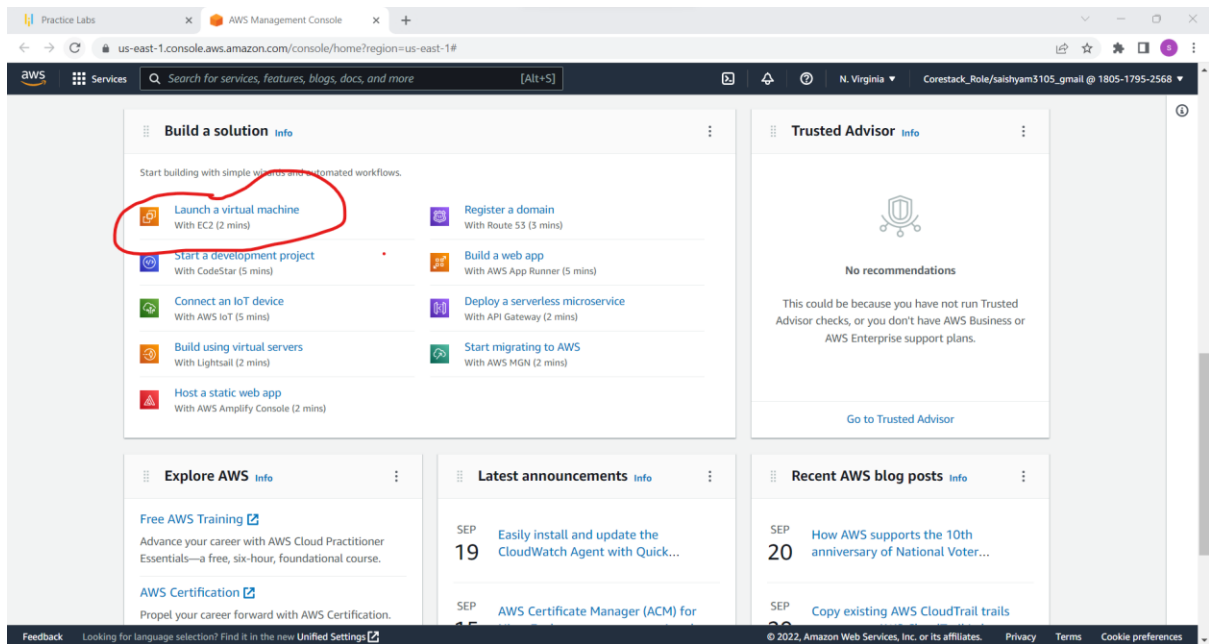 Practice Labs
AWS Management Console
us-east-1.console.aws.amazon.com/console/home?region=us-east-1#
S
aws
Services
Search for services, features, blogs, docs, and more
[Alt+S]
N. Virginia
Corestack_Role/saishyam3105_gmail @ 1805-1795-2568
Build a solution Info
Start building with simple wizards and automated workflows.
Launch a virtual machine
With EC2 (2 mins)
Register a domain
With Route 53 (3 mins)
Start a development project
With CodeStar (5 mins)
Build a web app
With AWS App Runner (5 mins)
Connect an IoT device
With AWS IoT (5 mins)
Deploy a serverless microservice
With API Gateway (2 mins)
Build using virtual servers
With Lightsail (2 mins)
Start migrating to AWS
With AWS MGN (2 mins)
Host a static web app
With AWS Amplify Console (2 mins)
Trusted Advisor Info
No recommendations
This could be because you have not run Trusted
Advisor checks, or you don't have AWS Business or
AWS Enterprise support plans.
Go to Trusted Advisor
Explore AWS Info
Free AWS Training
Advance your career with AWS Cloud Practitioner
Essentials—a free, six-hour, foundational course.
AWS Certification
Propel your career forward with AWS Certification.
Latest announcements Info
SEP
19
Easily install and update the
CloudWatch Agent with Quick...
SEP
AWS Certificate Manager (ACM) for
Recent AWS blog posts Info
SEP
20
How AWS supports the 10th
anniversary of National Voter...
SEP
Copy existing AWS CloudTrail trails
Feedback
Looking for language selection? Find it in the new Unified Settings
© 2022, Amazon Web Services, Inc. or its affiliates.
Privacy
Terms
Cookie preferences